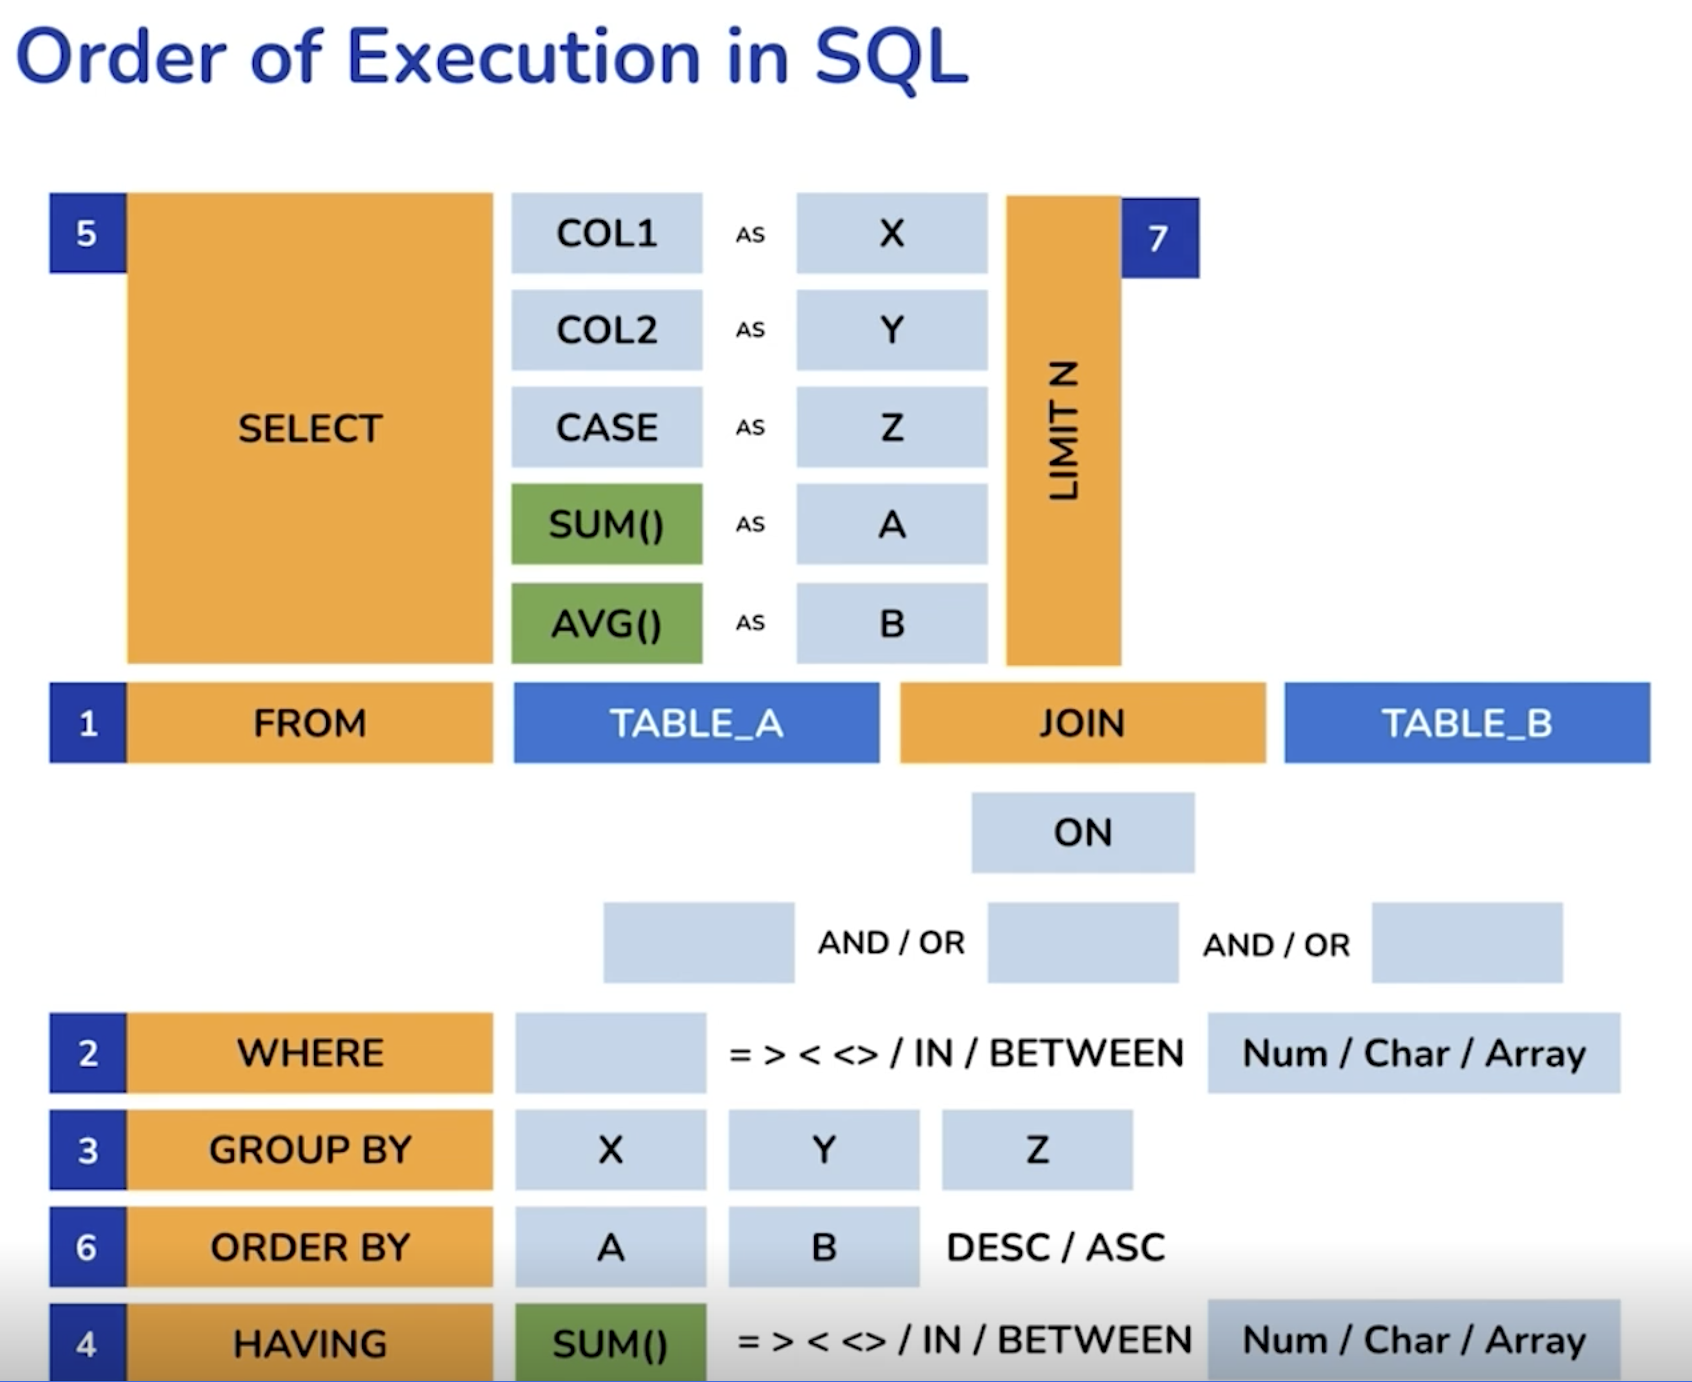 Order of Execution in SQL
5 SELECT COL1 AS X LIMIT N 7
COL2 AS Y
CASE AS Z
SUM() AS A
AVG() AS B
1 FROM TABLE_A JOIN TABLE_B
ON
AND / OR AND / OR
2 WHERE = > < <> / IN / BETWEEN Num / Char / Array
3 GROUP BY X Y Z
6 ORDER BY A B DESC / ASC
4 HAVING SUM() = > < <> / IN / BETWEEN Num / Char / Array